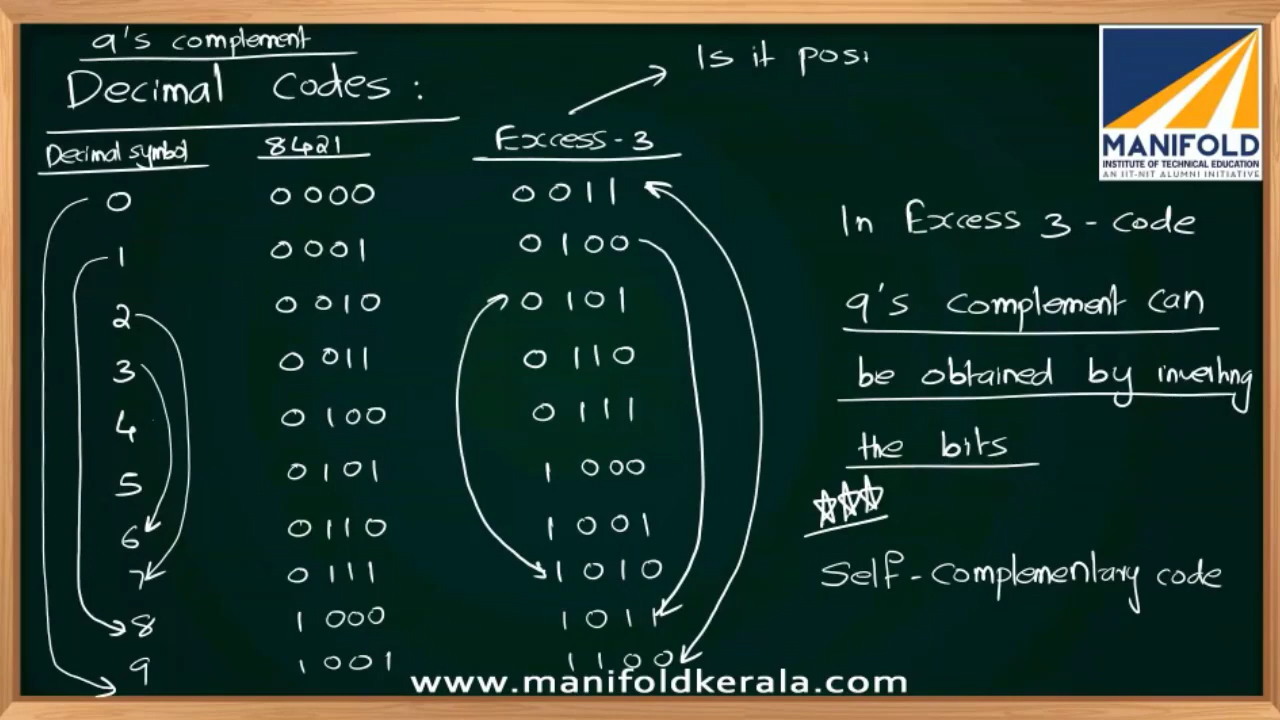 9's complement
Decimal Codes :
Is it posi
Decimal symbol 8421 Excess-3
0 0000 0011
1 0001 0100
2 0010 0101
3 0011 0110
4 0100 0111
5 0101 1000
6 0110 1001
7 0111 1010
8 1000 1011
9 1001 1100
MANIFOLD
INSTITUTE OF TECHNICAL EDUCATION
AN IIT-NIT ALUMNI INITIATIVE
In Excess 3-code
9's complement can
be obtained by inverting
the bits
Self-complementary code
www.manifoldkerala.com